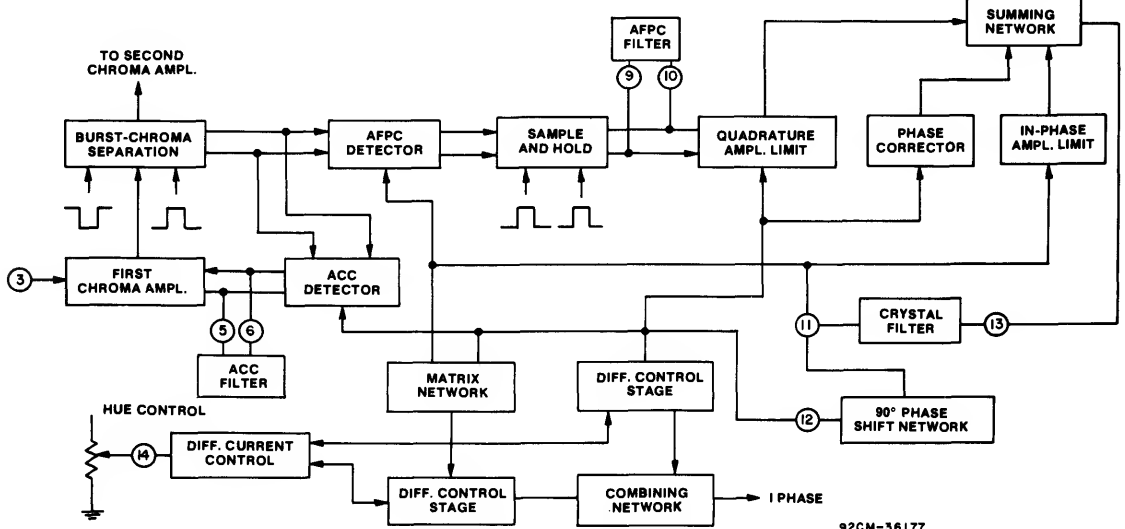 SUMMING
NETWORK
AFPC
FILTER
TO SECOND
CHROMA AMPL.
9
10
BURST-CHROMA
SEPARATION
AFPC
DETECTOR
SAMPLE
AND HOLD
QUADRATURE
AMPL. LIMIT
PHASE
CORRECTOR
IN-PHASE
AMPL. LIMIT
3
FIRST
CHROMA AMPL.
ACC
DETECTOR
5
6
11
CRYSTAL
FILTER
13
ACC
FILTER
MATRIX
NETWORK
DIFF. CONTROL
STAGE
12
90° PHASE
SHIFT NETWORK
HUE CONTROL
14
DIFF. CURRENT
CONTROL
DIFF. CONTROL
STAGE
COMBINING
NETWORK
I PHASE
92CM-36177